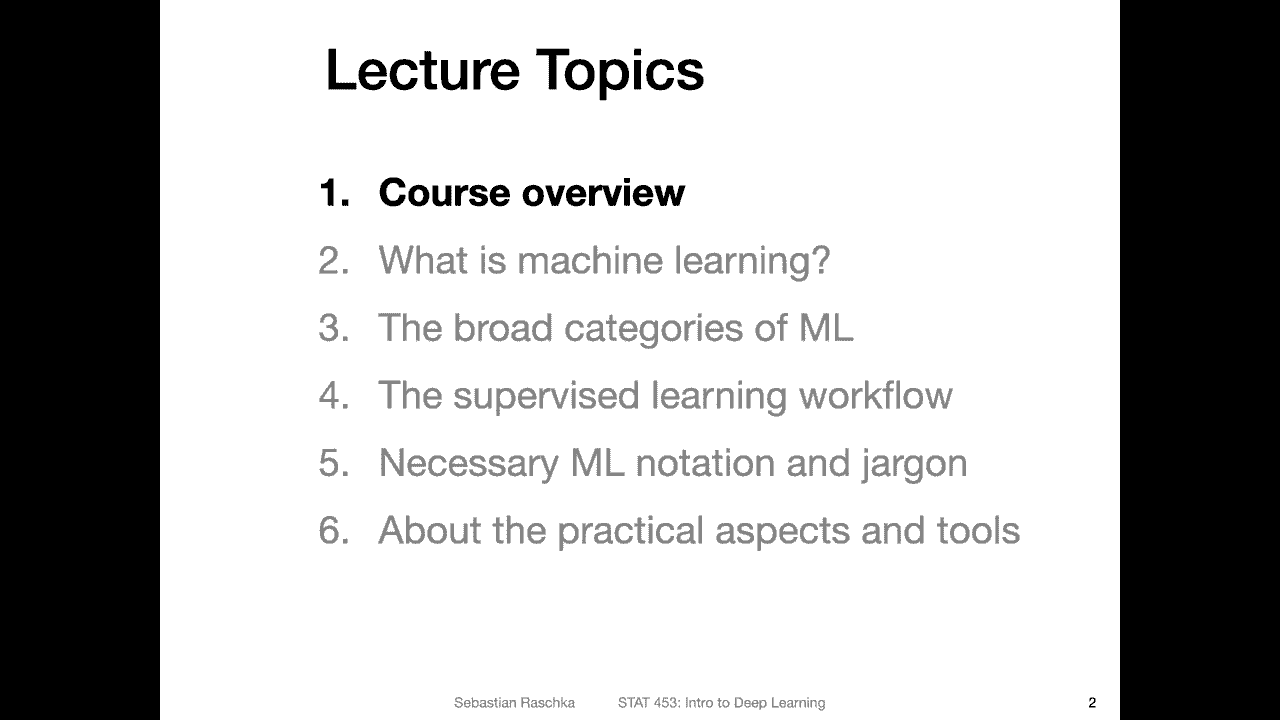 Lecture Topics
1. Course overview
2. What is machine learning?
3. The broad categories of ML
4. The supervised learning workflow
5. Necessary ML notation and jargon
6. About the practical aspects and tools
Sebastian Raschka STAT 453: Intro to Deep Learning 2